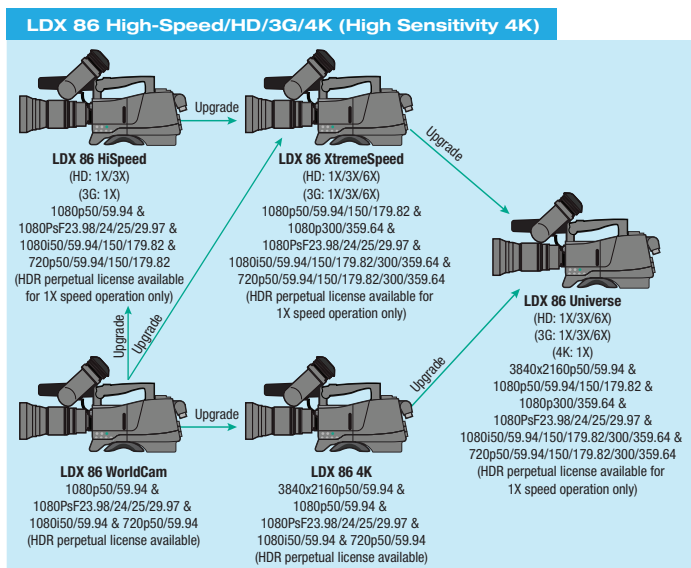 LDX 86 High-Speed/HD/3G/4K (High Sensitivity 4K)
Upgrade
LDX 86 HiSpeed
(HD: 1X/3X)
(3G: 1X)
1080p50/59.94 &
1080PsF23.98/24/25/29.97 &
1080i50/59.94/150/179.82 &
720p50/59.94/150/179.82
(HDR perpetual license available
for 1X speed operation only)
LDX 86 XtremeSpeed
(HD: 1X/3X/6X)
(3G: 1X/3X/6X)
1080p50/59.94/150/179.82 &
1080p300/359.64 &
1080PsF23.98/24/25/29.97 &
1080i50/59.94/150/179.82/300/359.64 &
720p50/59.94/150/179.82/300/359.64
(HDR perpetual license available for
1X speed operation only)
Upgrade
LDX 86 Universe
(HD: 1X/3X/6X)
(3G: 1X/3X/6X)
(4K: 1X)
3840x2160p50/59.94 &
1080p50/59.94/150/179.82 &
1080p300/359.64 &
1080PsF23.98/24/25/29.97 &
1080i50/59.94/150/179.82/300/359.64 &
720p50/59.94/150/179.82/300/359.64
(HDR perpetual license available for
1X speed operation only)
Upgrade
Upgrade
Upgrade
Upgrade
LDX 86 WorldCam
1080p50/59.94 &
1080PsF23.98/24/25/29.97 &
1080i50/59.94 & 720p50/59.94
(HDR perpetual license available)
LDX 86 4K
3840x2160p50/59.94 &
1080p50/59.94 &
1080PsF23.98/24/25/29.97 &
1080i50/59.94 & 720p50/59.94
(HDR perpetual license available)